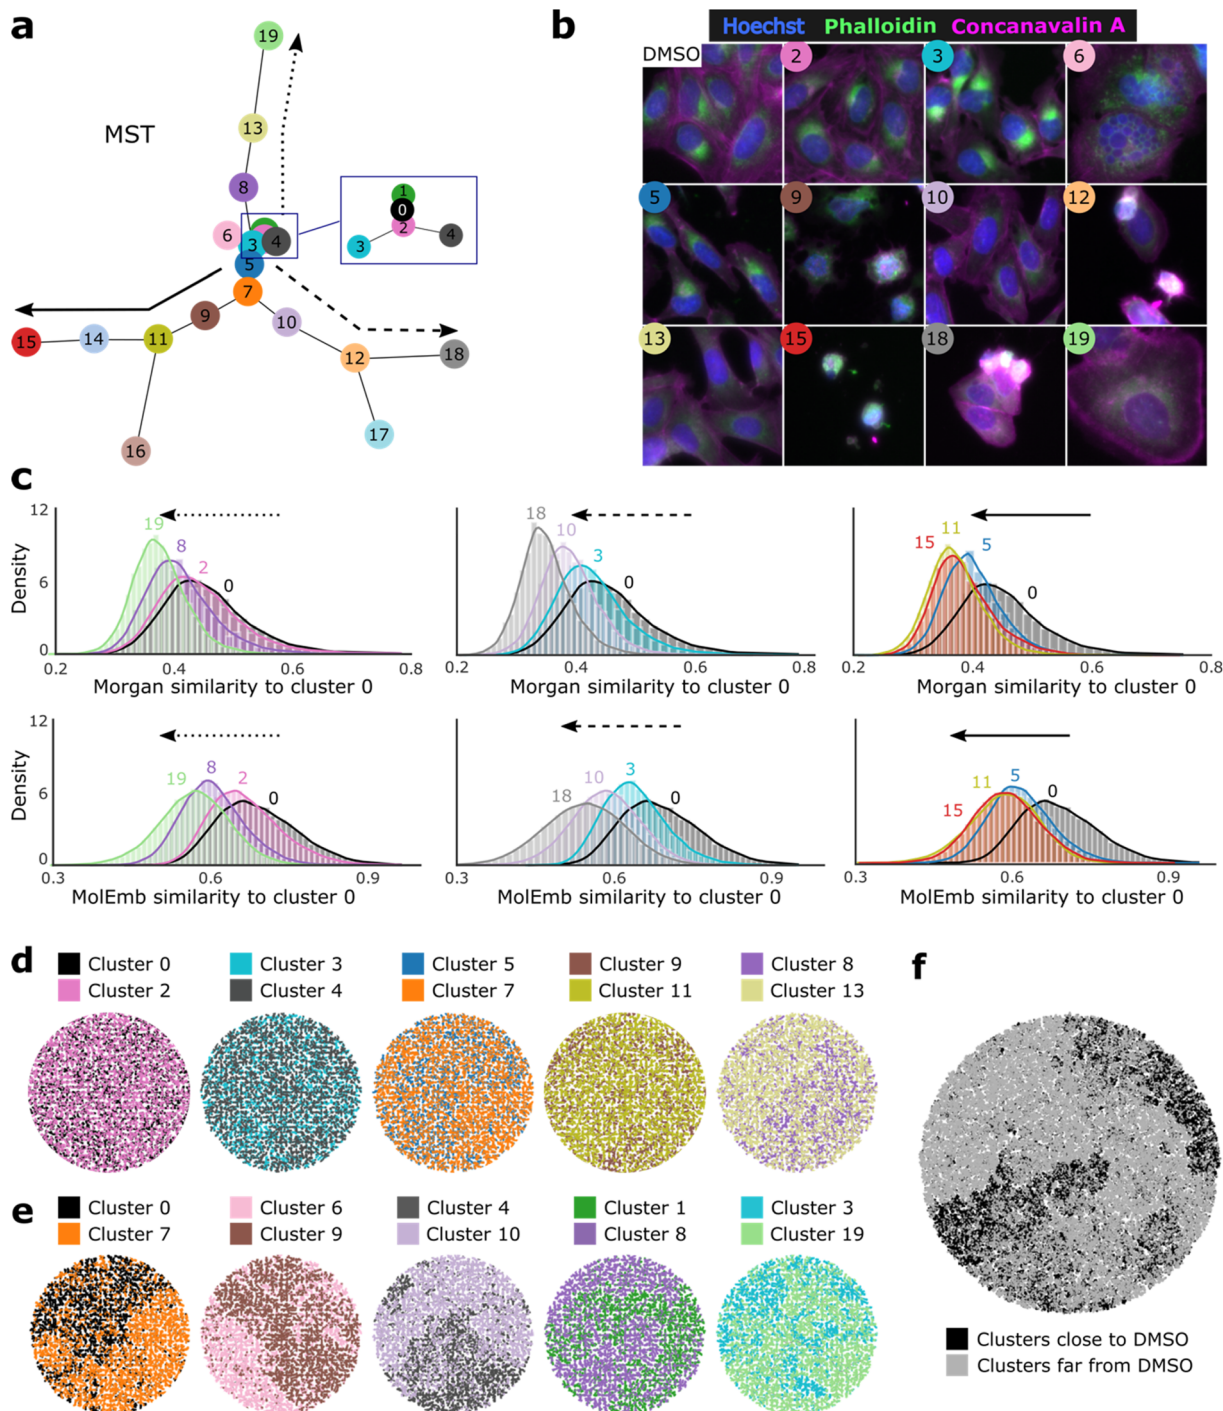 a
MST
19
13
8
6
3
4
5
7
9
10
11
14
15
12
18
17
16
1
0
2
3
4
b
Hoechst Phalloidin Concanavalin A
DMSO 2 3 6
5 9 10 12
13 15 18 19
c
12
6
0
Density
19 8 2 0
0.2 0.4 0.6 0.8
Morgan similarity to cluster 0
18 10 3 0
0.2 0.4 0.6 0.8
Morgan similarity to cluster 0
15 11 5 0
0.2 0.4 0.6 0.8
Morgan similarity to cluster 0
12
6
0
Density
19 8 2 0
0.3 0.6 0.9
MolEmb similarity to cluster 0
18 10 3 0
0.3 0.6 0.9
MolEmb similarity to cluster 0
15 11 5 0
0.3 0.6 0.9
MolEmb similarity to cluster 0
d
Cluster 0 Cluster 3 Cluster 5 Cluster 9 Cluster 8
Cluster 2 Cluster 4 Cluster 7 Cluster 11 Cluster 13
e
Cluster 0 Cluster 6 Cluster 4 Cluster 1 Cluster 3
Cluster 7 Cluster 9 Cluster 10 Cluster 8 Cluster 19
f
Clusters close to DMSO
Clusters far from DMSO